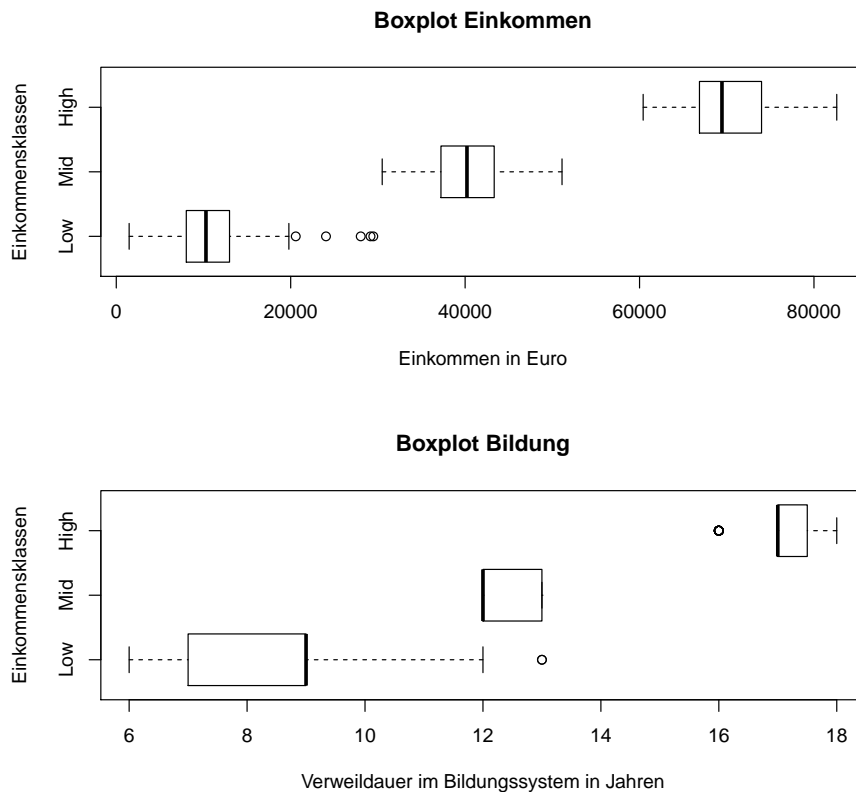 Boxplot Einkommen
Einkommensklassen
High
Mid
Low
0 20000 40000 60000 80000
Einkommen in Euro
Boxplot Bildung
Einkommensklassen
High
Mid
Low
6 8 10 12 14 16 18
Verweildauer im Bildungssystem in Jahren